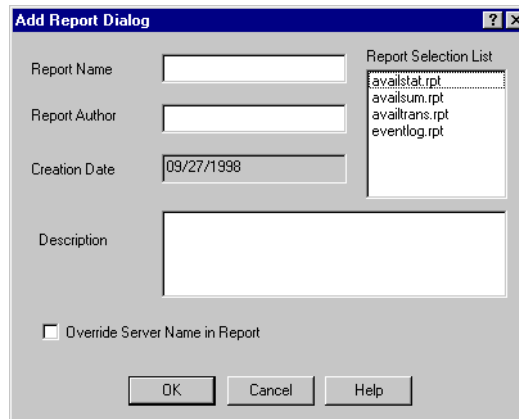 Add Report Dialog
Report Name
Report Selection List
availstat.rpt
availsum.rpt
availtrans.rpt
eventlog.rpt
Report Author
Creation Date
09/27/1998
Description
Override Server Name in Report
OK
Cancel
Help